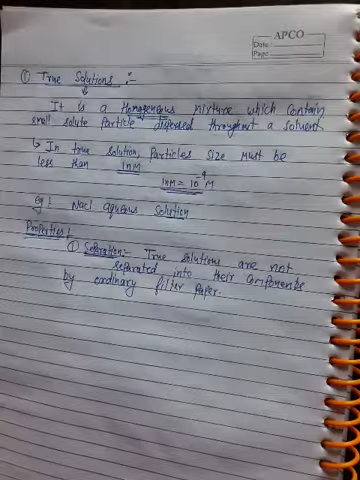 APCO
Date
Page
① True Solutions :-
It is a Homogeneous mixture which contain
small solute particle dispersed throughout a solvent.
↳ In true solution, Particles size must be
less than 1nM
1nM = 10⁻⁹ M
eg! Nacl aqueous Solution
Properties!
① Separation:- True solutions are not
separated into their components
by ordinary filter paper.